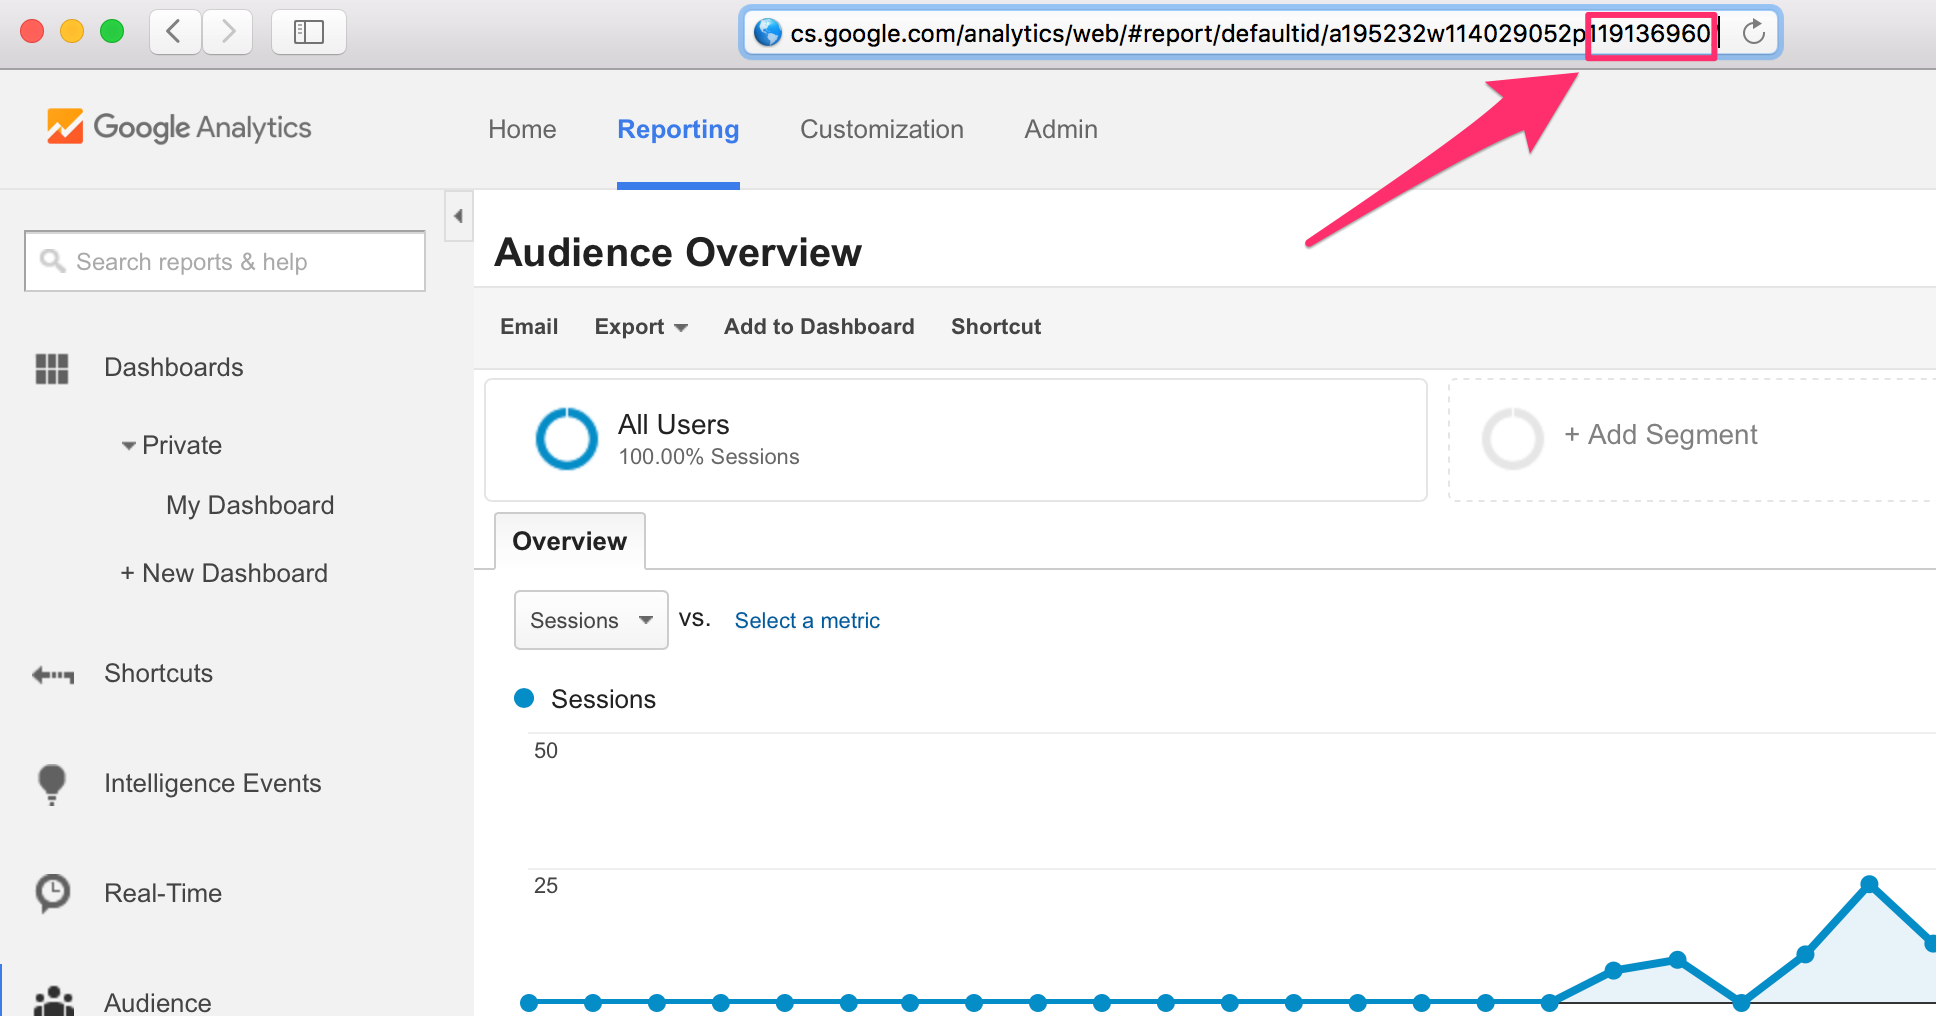 cs.google.com/analytics/web/#report/defaultid/a195232w114029052p119136960
Google Analytics
Home
Reporting
Customization
Admin
Search reports & help
Audience Overview
Email
Export
Add to Dashboard
Shortcut
Dashboards
Private
My Dashboard
+ New Dashboard
Shortcuts
Intelligence Events
Real-Time
Audience
All Users
100.00% Sessions
+ Add Segment
Overview
Sessions
vs.
Select a metric
Sessions
50
25